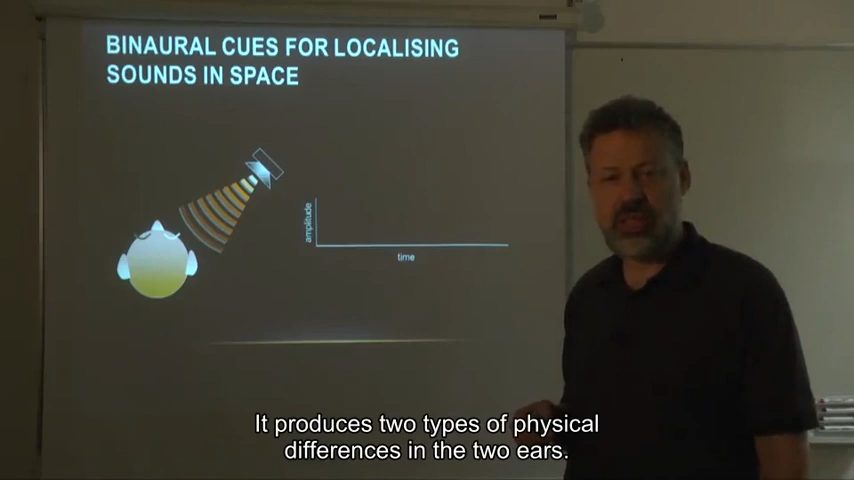 BINAURAL CUES FOR LOCALISING
SOUNDS IN SPACE
amplitude
time
It produces two types of physical
differences in the two ears.